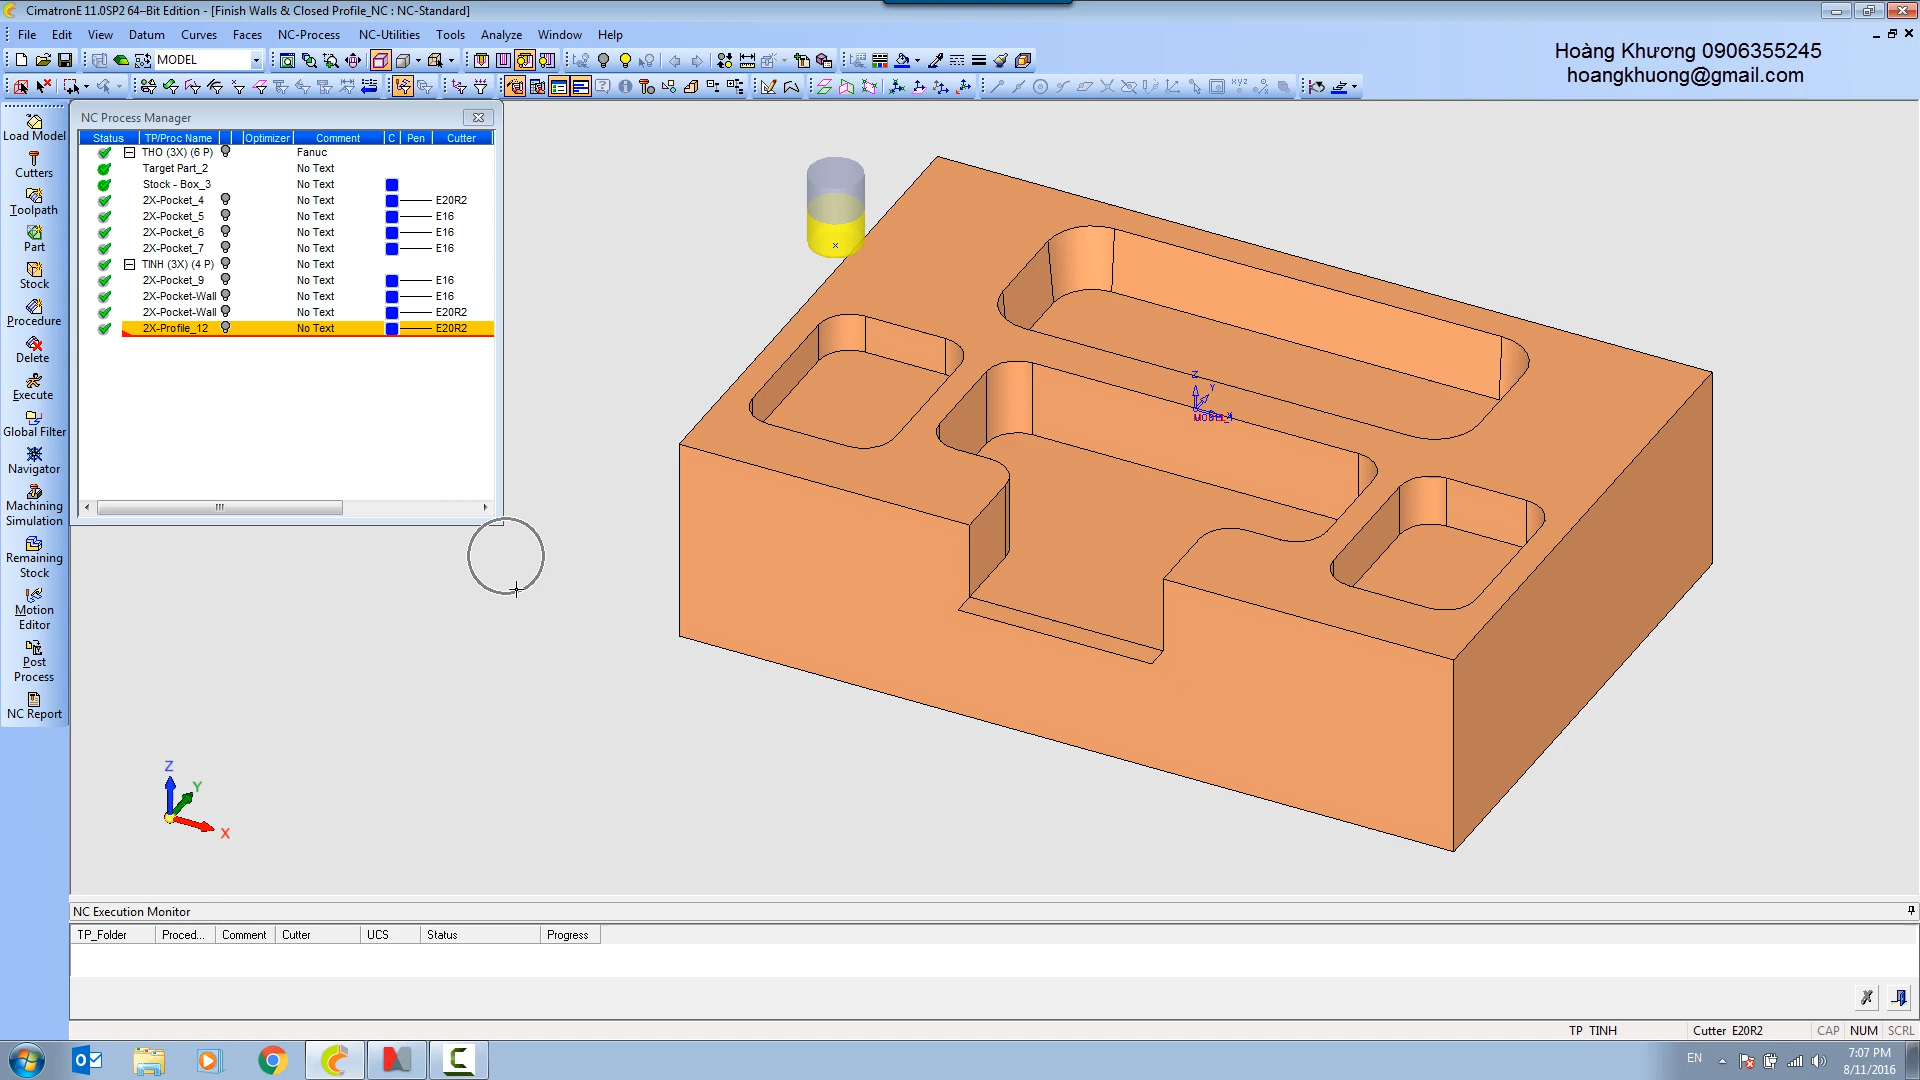 CimatronE 11.0SP2 64–Bit Edition - [Finish Walls & Closed Profile_NC : NC-Standard]
File Edit View Datum Curves Faces NC-Process NC-Utilities Tools Analyze Window Help
Hoàng Khương 0906355245
hoangkhuong@gmail.com
MODEL
Load Model
Cutters
Toolpath
Part
Stock
Procedure
Delete
Execute
Global Filter
Navigator
Machining
Simulation
Remaining
Stock
Motion
Editor
Post
Process
NC Report
NC Process Manager
Status TP/Proc Name Optimizer Comment C Pen Cutter
THO (3X) (6 P) Fanuc
Target Part_2 No Text
Stock - Box_3 No Text
2X-Pocket_4 No Text E20R2
2X-Pocket_5 No Text E16
2X-Pocket_6 No Text E16
2X-Pocket_7 No Text E16
TINH (3X) (4 P) No Text
2X-Pocket_9 No Text E16
2X-Pocket-Wall No Text E16
2X-Pocket-Wall No Text E20R2
2X-Profile_12 No Text E20R2
Z
Y
Z
Y
X
NC Execution Monitor
TP_Folder Proced... Comment Cutter UCS Status Progress
TP TINH Cutter E20R2 CAP NUM SCRL
EN 7:07 PM
8/11/2016